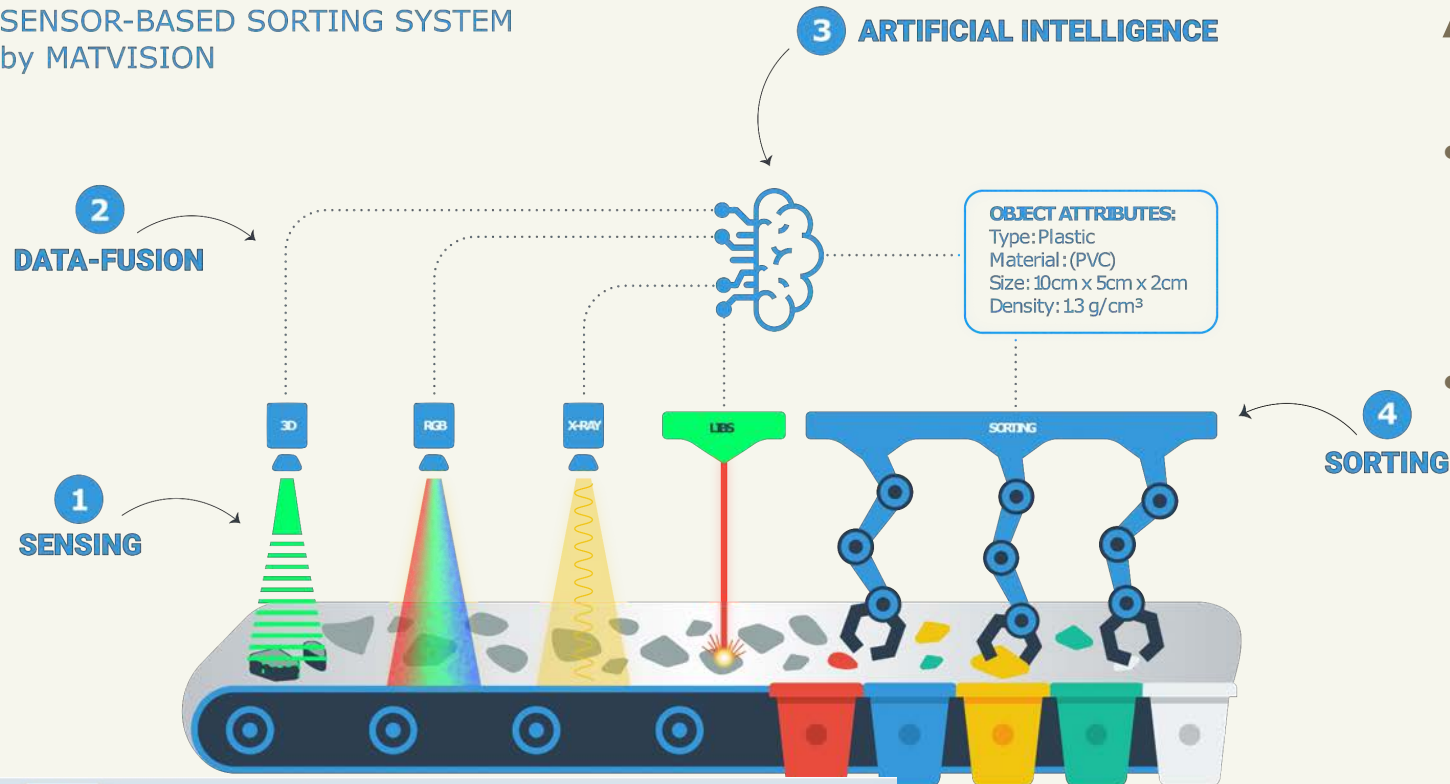 SENSOR-BASED SORTING SYSTEM
by MATVISION
3 ARTIFICIAL INTELLIGENCE
2
DATA-FUSION
OBJECT ATTRIBUTES:
Type: Plastic
Material: (PVC)
Size: 10cm x 5cm x 2cm
Density: 1.3 g/cm³
3D
RGB
X-RAY
LIBS
SORTING
4
SORTING
1
SENSING